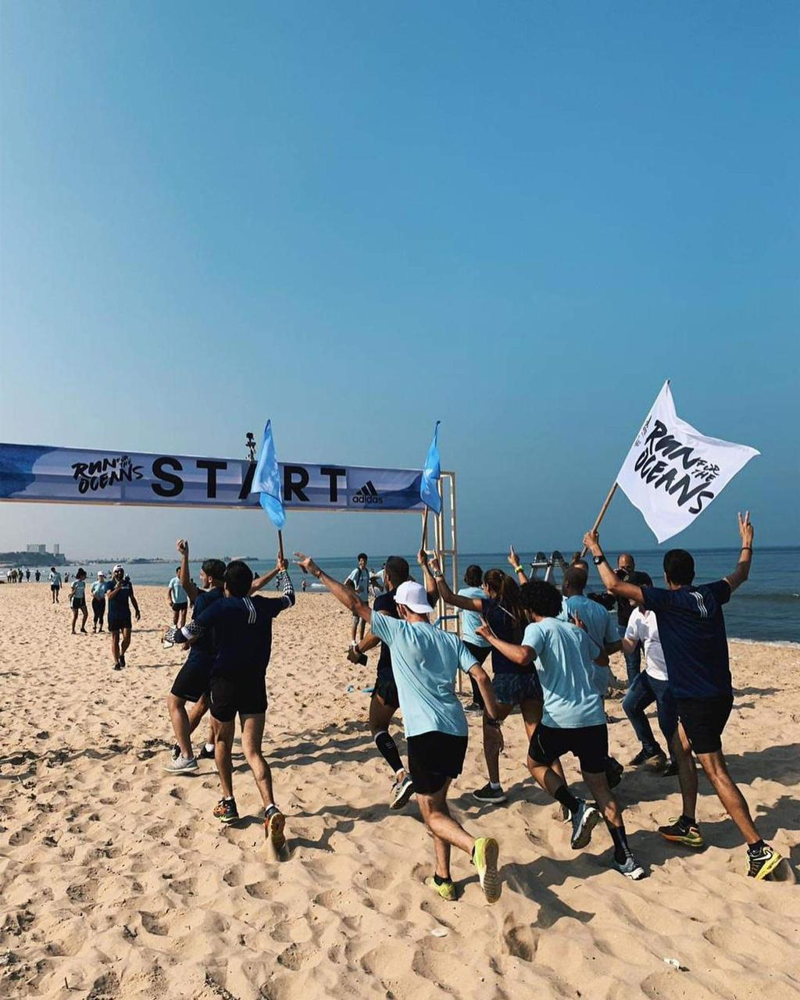 RUN FOR THE
OCEANS
START
adidas
RUN FOR THE
OCEANS